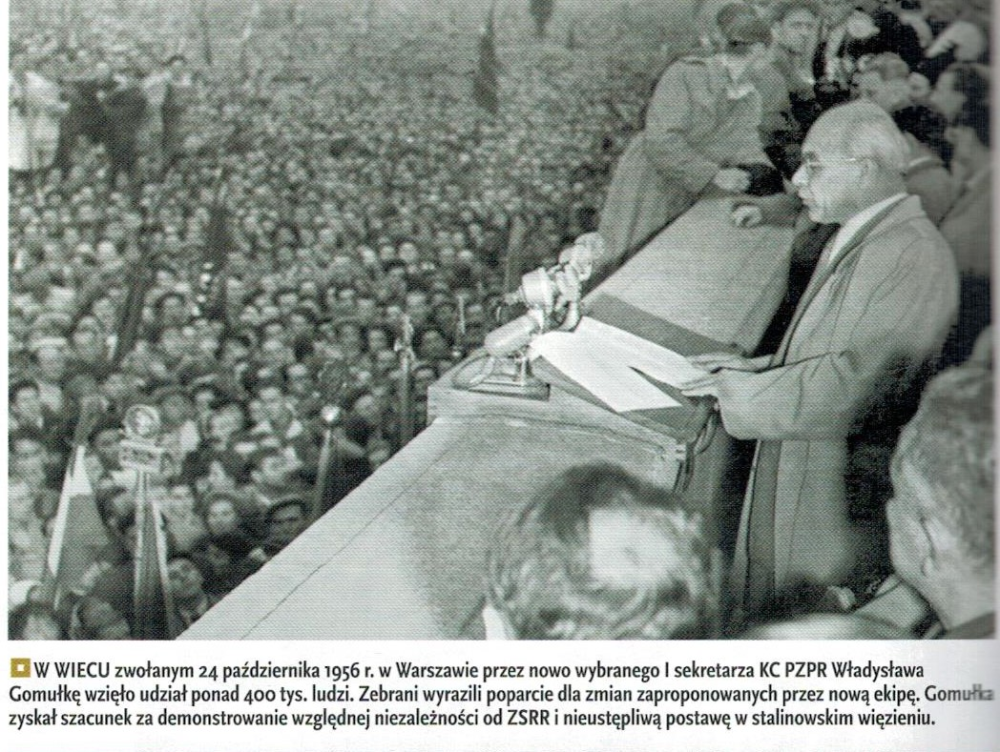 W WIECU zwołanym 24 października 1956 r. w Warszawie przez nowo wybranego I sekretarza KC PZPR Władysława
Gomułkę wzięło udział ponad 400 tys. ludzi. Zebrani wyrazili poparcie dla zmian zaproponowanych przez nową ekipę. Gomułka
zyskał szacunek za demonstrowanie względnej niezależności od ZSRR i nieustępliwą postawę w stalinowskim więzieniu.